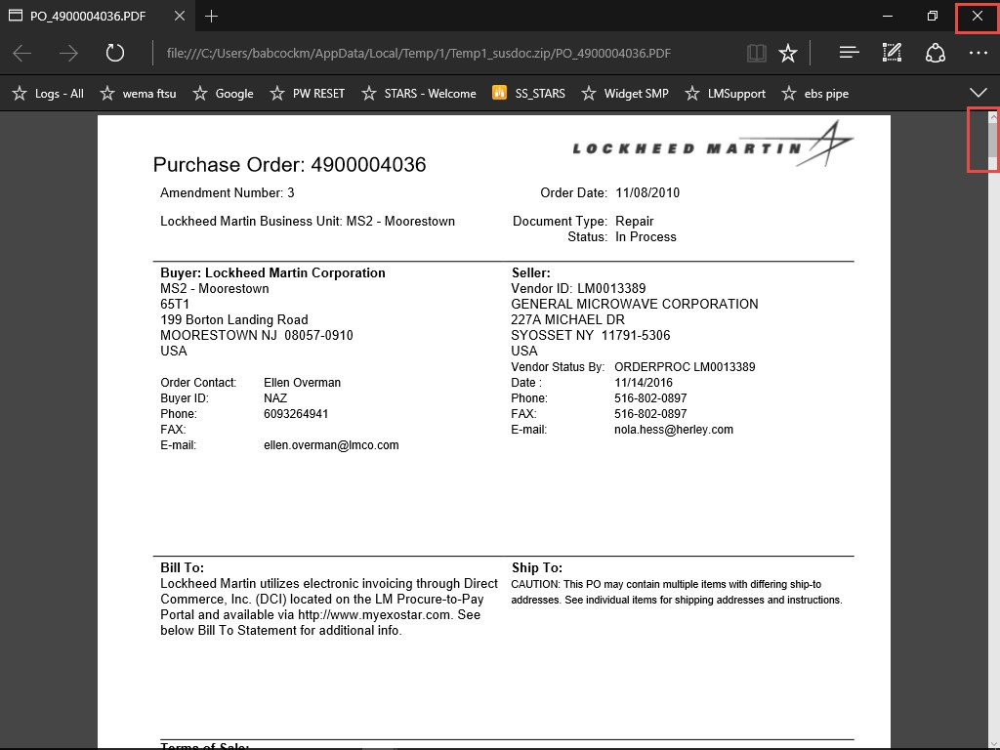 PO_4900004036.PDF
file:///C:/Users/babcockm/AppData/Local/Temp/1/Temp1_susdoc.zip/PO_4900004036.PDF
Logs - All wema ftsu Google PW RESET STARS - Welcome SS_STARS Widget SMP LMSupport ebs pipe
LOCKHEED MARTIN
Purchase Order: 4900004036
Amendment Number: 3 Order Date: 11/08/2010
Lockheed Martin Business Unit: MS2 - Moorestown Document Type: Repair
Status: In Process
Buyer: Lockheed Martin Corporation
MS2 - Moorestown
65T1
199 Borton Landing Road
MOORESTOWN NJ 08057-0910
USA
Order Contact: Ellen Overman
Buyer ID: NAZ
Phone: 6093264941
FAX:
E-mail: ellen.overman@lmco.com
Seller:
Vendor ID: LM0013389
GENERAL MICROWAVE CORPORATION
227A MICHAEL DR
SYOSSET NY 11791-5306
USA
Vendor Status By: ORDERPROC LM0013389
Date : 11/14/2016
Phone: 516-802-0897
FAX: 516-802-0897
E-mail: nola.hess@herley.com
Bill To:
Lockheed Martin utilizes electronic invoicing through Direct
Commerce, Inc. (DCI) located on the LM Procure-to-Pay
Portal and available via http://www.myexostar.com. See
below Bill To Statement for additional info.
Ship To:
CAUTION: This PO may contain multiple items with differing ship-to
addresses. See individual items for shipping addresses and instructions.
Terms of Sale: